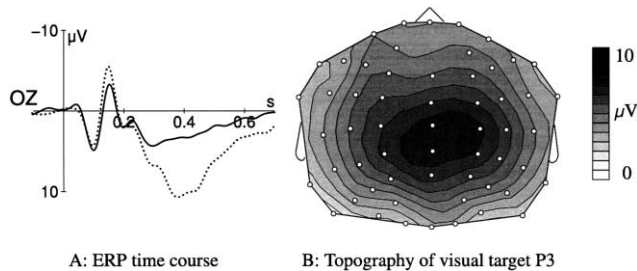 -10
µV
OZ
s
0.2
0.4
0.6
10
10
µV
0
A: ERP time course
B: Topography of visual target P3